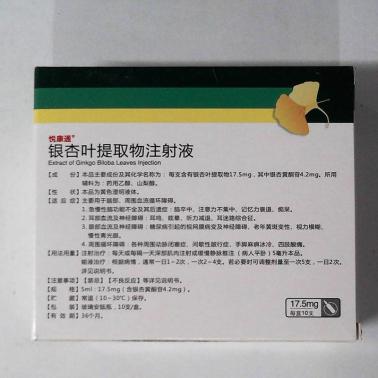 悦康通®
银杏叶提取物注射液
Extract of Ginkgo Biloba Leaves Injection
【成    份】本品主要成份及其化学名称为：每支含有银杏叶提取物17.5mg，其中银杏黄酮苷4.2mg。所用
辅料为：药用乙醇、山梨醇。
【性    状】本品为黄色澄明液体。
【适 应 症】主要用于脑部、周围血流循环障碍。
1. 急慢性脑功能不全及其后遗症：脑卒中、注意力不集中、记忆力衰退、痴呆。
2. 耳部血流及神经障碍：耳鸣、眩晕、听力减退、耳迷路综合征。
3. 眼部血流及神经障碍：糖尿病引起的视网膜病变及神经障碍、老年黄斑变性、视力模糊、
慢性青光眼。
4. 周围循环障碍：各种周围动脉闭塞症、间歇性跛行症、手脚麻痹冰冷、四肢酸痛。
【用法用量】注射治疗：每天或每隔一天深部肌肉注射或缓慢静脉推注（病人平卧）5毫升本品。
输液治疗：根据病情，通常一日1~2次，一次2~4支。若必要时可调整剂量至一次5支，一日2次。
详见说明书。
【注意事项】【禁忌】【不良反应】等详见说明书。
【规    格】5ml：17.5mg（含银杏黄酮苷4.2mg）。
【贮    藏】常温（10~30℃）保存。
【包    装】玻璃安瓿瓶，10支/盒。
【有 效 期】36个月。
17.5mg
每盒10支